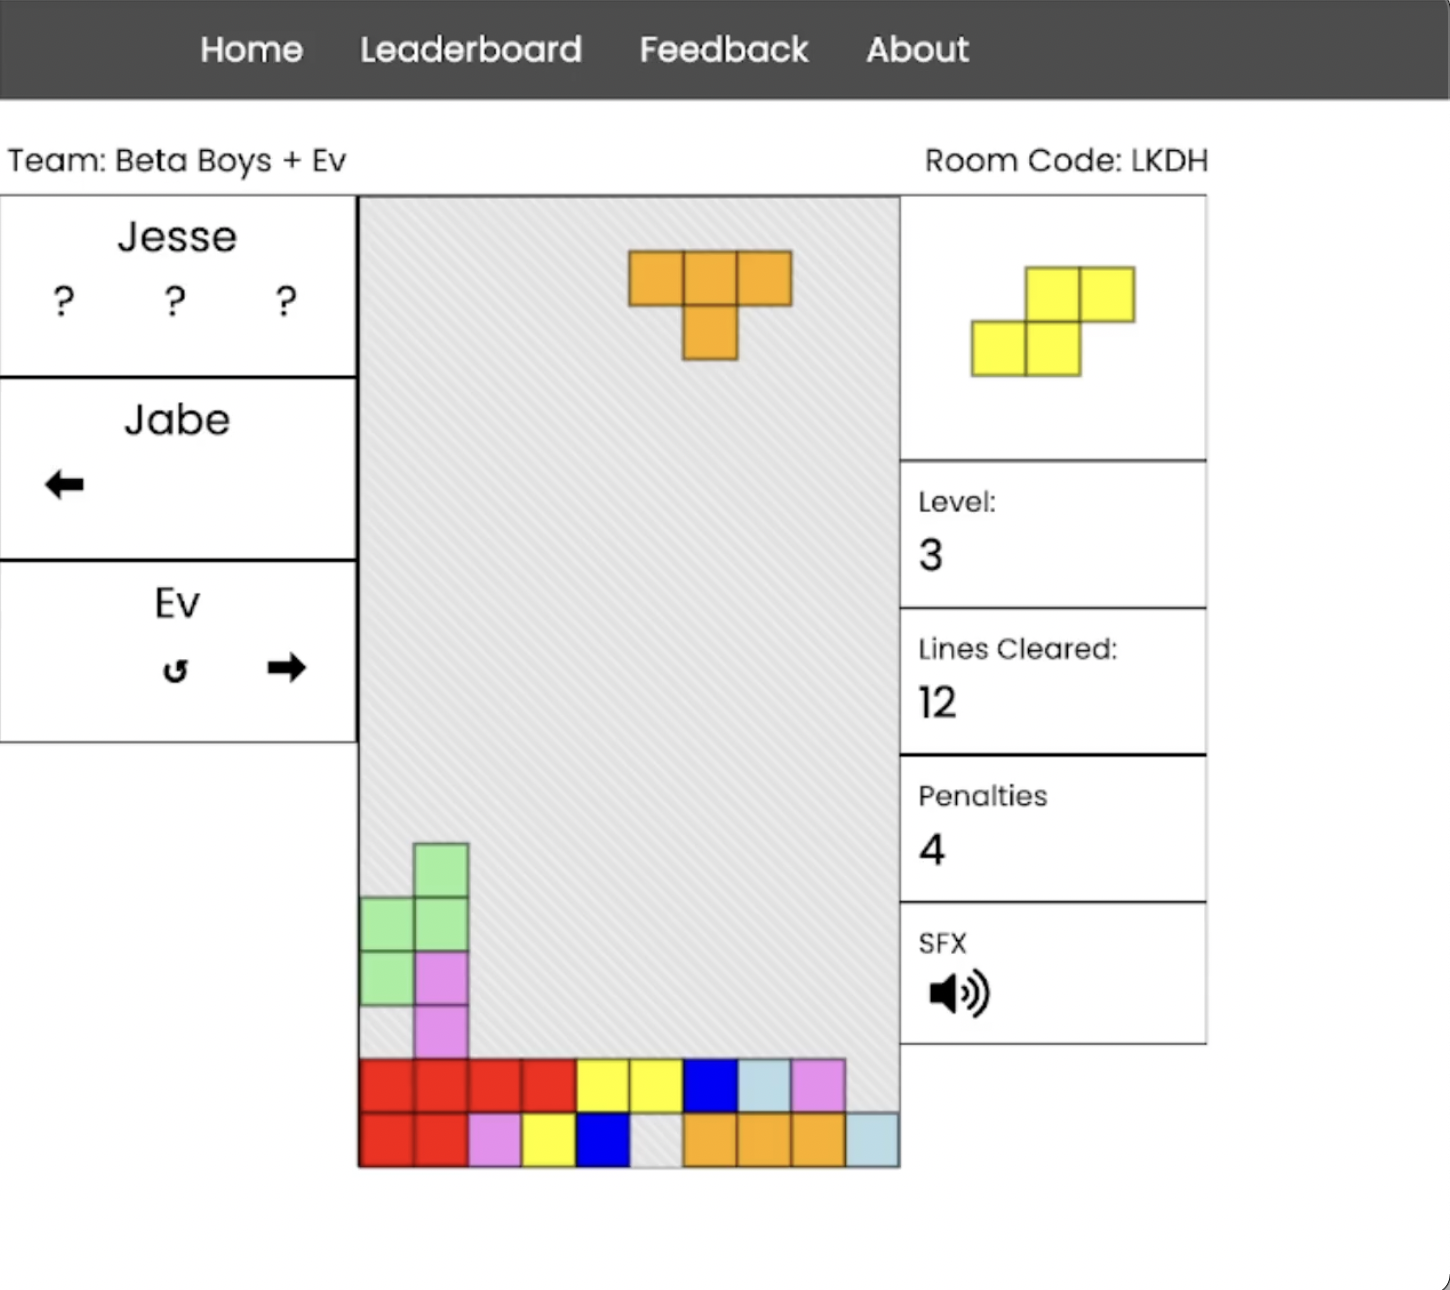 Home Leaderboard Feedback About
Team: Beta Boys + Ev
Room Code: LKDH
Jesse
? ? ?
Jabe
Ev
Level:
3
Lines Cleared:
12
Penalties
4
SFX